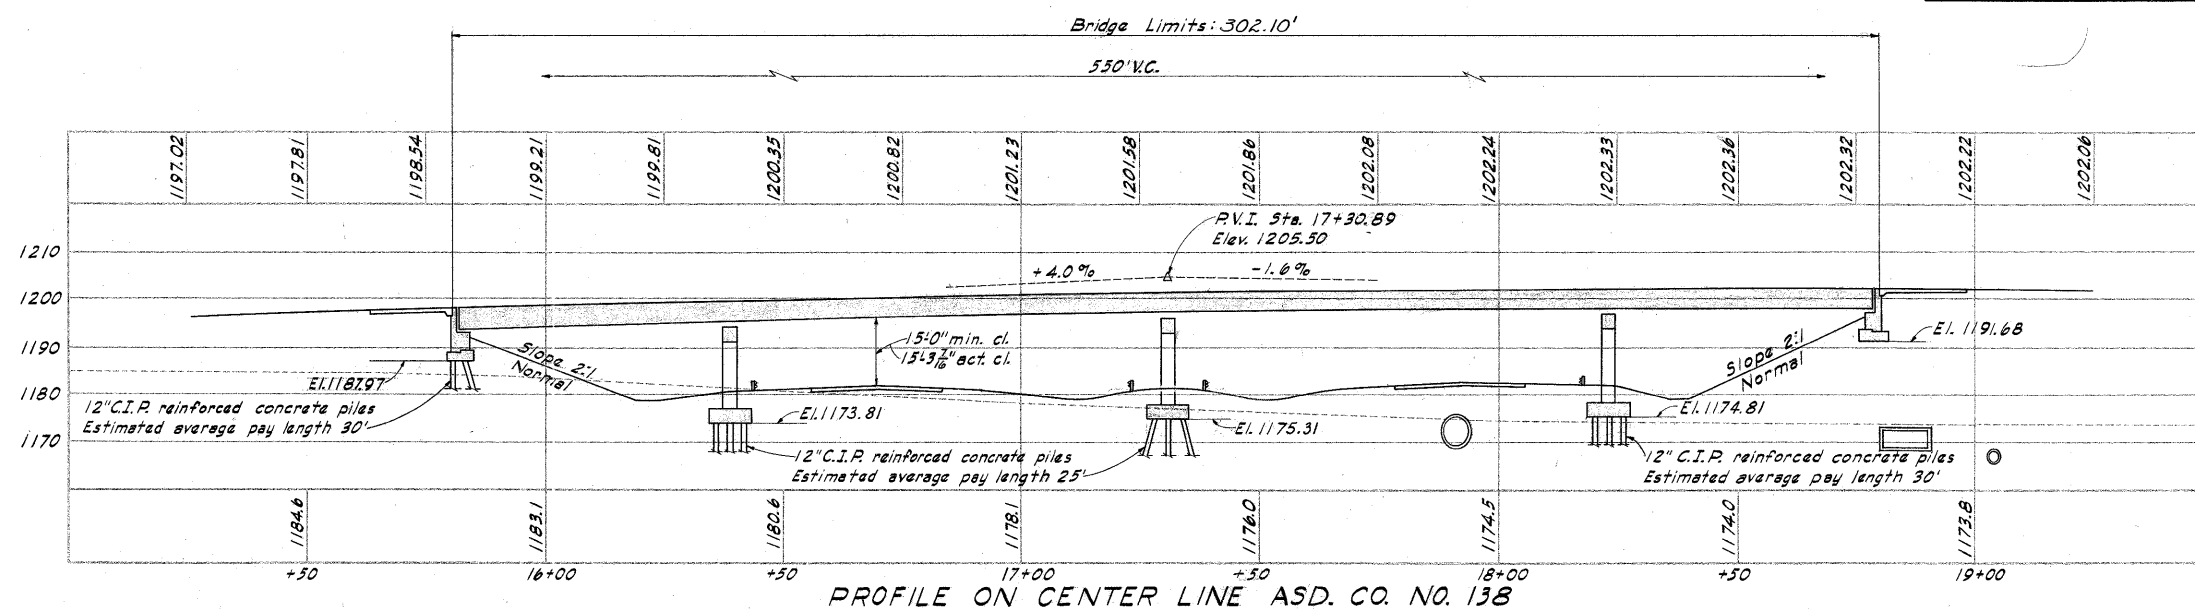 Bridge Limits: 302.10'
550' V.C.
1197.02
1197.81
1198.54
1199.21
1199.81
1200.35
1200.82
1201.23
1201.58
1201.86
1202.08
1202.24
1202.33
1202.36
1202.32
1202.22
1202.06
P.V.I. Sta. 17+30.89
Elev. 1205.50
+4.0%
-1.6%
1210
1200
1190
1180
1170
15'-0" min. cl.
15'-3 7/16" act. cl.
Slope 2:1
Normal
El. 1187.97
12" C.I.P. reinforced concrete piles
Estimated average pay length 30'
El. 1173.81
12" C.I.P. reinforced concrete piles
Estimated average pay length 25'
El. 1175.31
El. 1174.81
Slope 2:1
Normal
El. 1191.68
12" C.I.P. reinforced concrete piles
Estimated average pay length 30'
1184.6
1183.1
1180.6
1178.1
1176.0
1174.5
1174.0
1173.8
+50
16+00
+50
17+00
+50
18+00
+50
19+00
PROFILE ON CENTER LINE ASD. CO. NO. 138